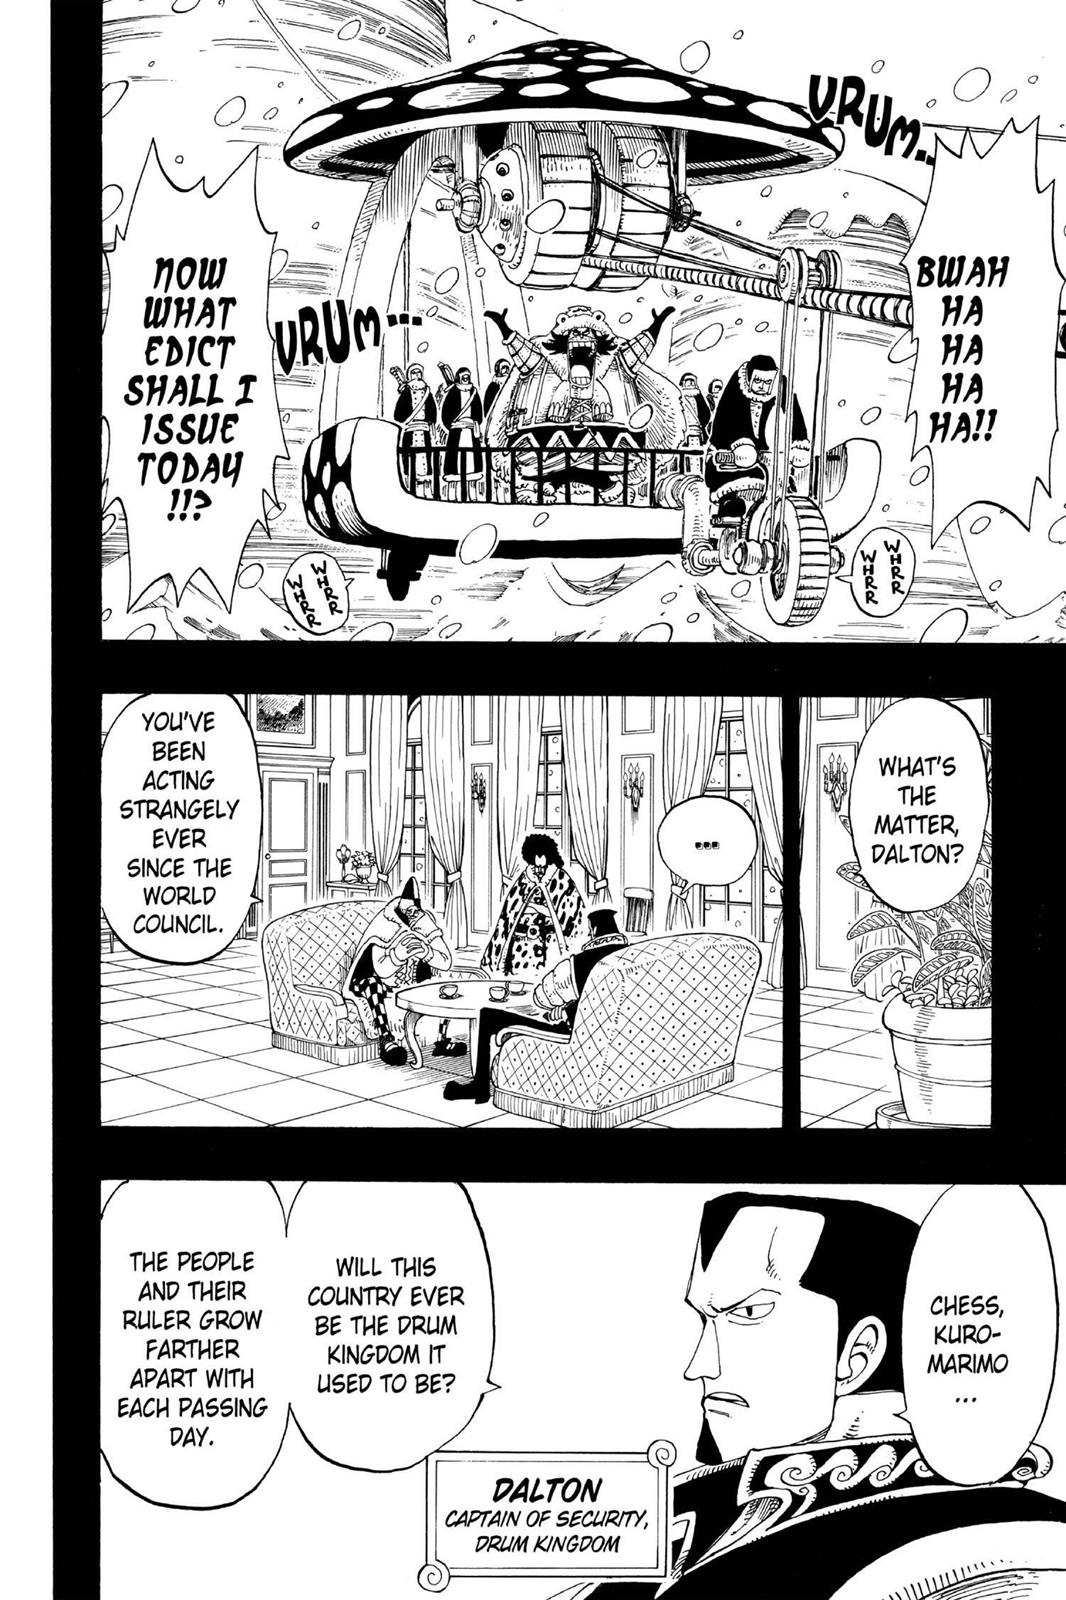 VRUM...
BWAH
HA
HA
HA
HA!!
VRUM...
NOW
WHAT
EDICT
SHALL I
ISSUE
TODAY
!!?
WHRR
WHRR
WHRR
WHRR
WHAT'S
THE
MATTER,
DALTON?
...
YOU'VE
BEEN
ACTING
STRANGELY
EVER
SINCE THE
WORLD
COUNCIL.
CHESS,
KURO-
MARIMO
...
WILL THIS
COUNTRY EVER
BE THE DRUM
KINGDOM IT
USED TO BE?
THE PEOPLE
AND THEIR
RULER GROW
FARTHER
APART WITH
EACH PASSING
DAY.
DALTON
CAPTAIN OF SECURITY,
DRUM KINGDOM